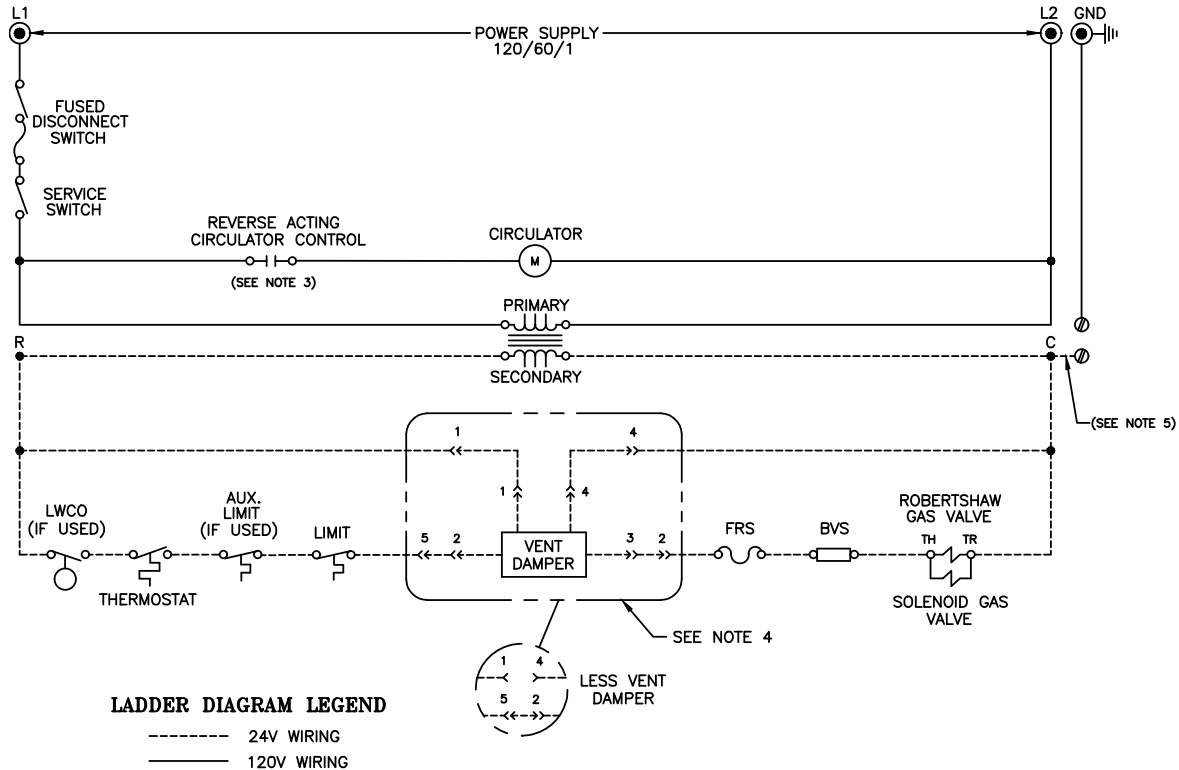 L1
L2
GND
POWER SUPPLY
120/60/1
FUSED
DISCONNECT
SWITCH
SERVICE
SWITCH
REVERSE ACTING
CIRCULATOR CONTROL
(SEE NOTE 3)
CIRCULATOR
M
PRIMARY
R
C
SECONDARY
(SEE NOTE 5)
1
4
1
4
LWCO
(IF USED)
THERMOSTAT
AUX.
LIMIT
(IF USED)
LIMIT
5
2
VENT
DAMPER
3
2
FRS
BVS
ROBERTSHAW
GAS VALVE
TH
TR
SOLENOID GAS
VALVE
SEE NOTE 4
1
4
5
2
LESS VENT
DAMPER
LADDER DIAGRAM LEGEND
24V WIRING
120V WIRING